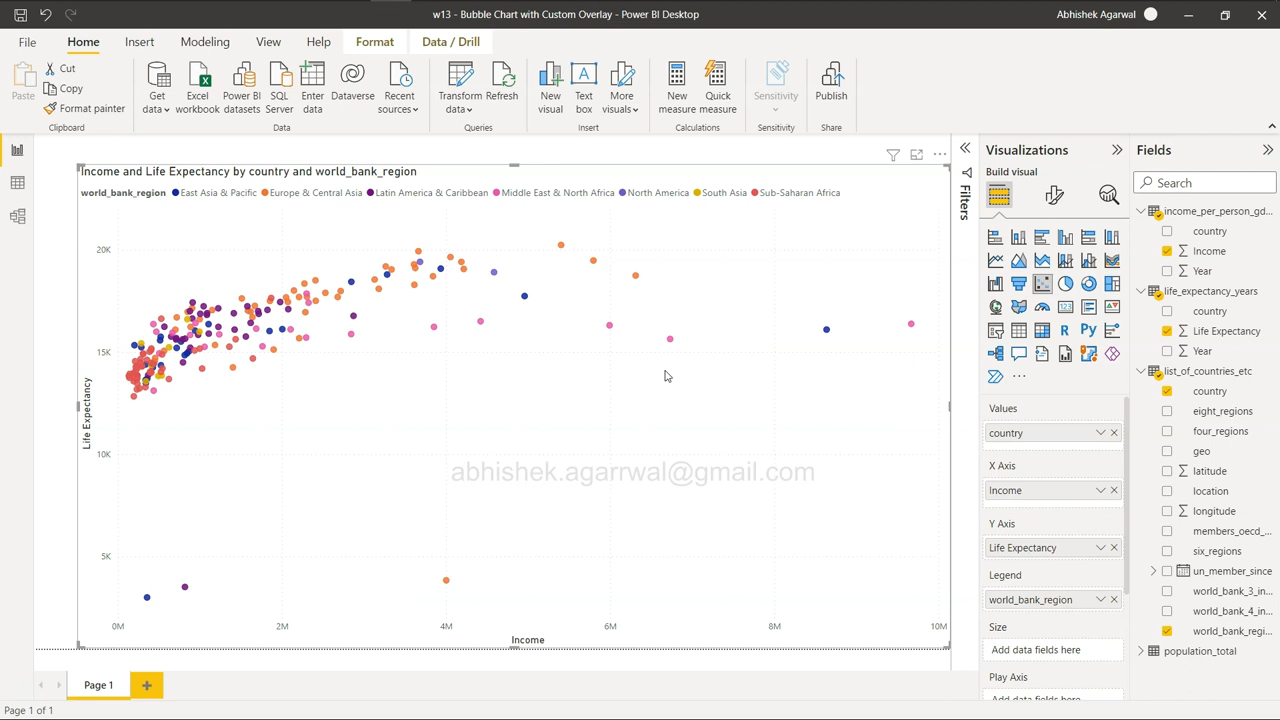 w13 - Bubble Chart with Custom Overlay - Power BI Desktop
Abhishek Agarwal
File Home Insert Modeling View Help Format Data / Drill
Paste
Cut
Copy
Format painter
Clipboard
Get data
Excel workbook
Power BI datasets
SQL Server
Enter data
Dataverse
Recent sources
Data
Transform data
Refresh
Queries
New visual
Text box
More visuals
Insert
New measure
Quick measure
Calculations
Sensitivity
Sensitivity
Publish
Share
Income and Life Expectancy by country and world_bank_region
world_bank_region East Asia & Pacific Europe & Central Asia Latin America & Caribbean Middle East & North Africa North America South Asia Sub-Saharan Africa
20K
15K
10K
5K
Life Expectancy
0M 2M 4M 6M 8M 10M
Income
abhishek.agarrwal@gmail.com
Filters
Visualizations
Build visual
R
Py
123
Values
country
X Axis
Income
Y Axis
Life Expectancy
Legend
world_bank_region
Size
Add data fields here
Play Axis
Add data fields here
Fields
Search
income_per_person_gd...
country
Income
Year
life_expectancy_years
country
Life Expectancy
Year
list_of_countries_etc
country
eight_regions
four_regions
geo
latitude
location
longitude
members_oecd_...
six_regions
un_member_since
world_bank_3_in...
world_bank_4_in...
world_bank_regi...
population_total
Page 1
Page 1 of 1